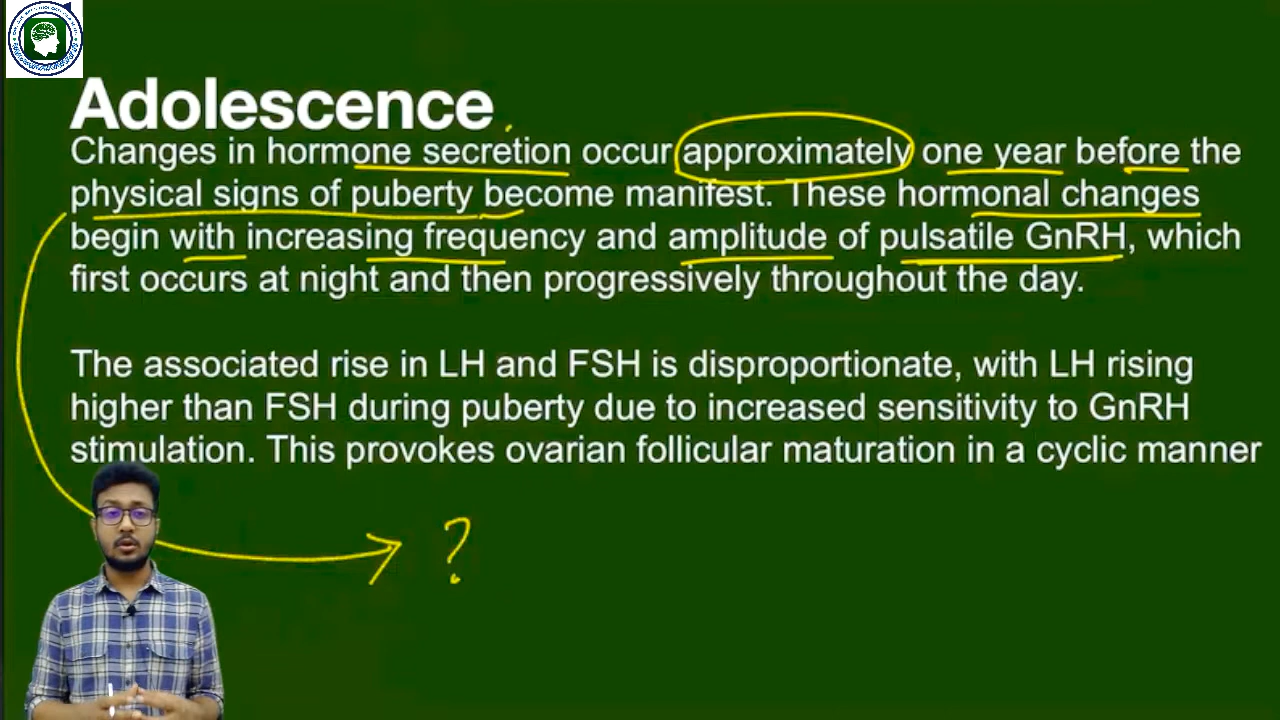 Adolescence
Changes in hormone secretion occur approximately one year before the
physical signs of puberty become manifest. These hormonal changes
begin with increasing frequency and amplitude of pulsatile GnRH, which
first occurs at night and then progressively throughout the day.
The associated rise in LH and FSH is disproportionate, with LH rising
higher than FSH during puberty due to increased sensitivity to GnRH
stimulation. This provokes ovarian follicular maturation in a cyclic manner
?